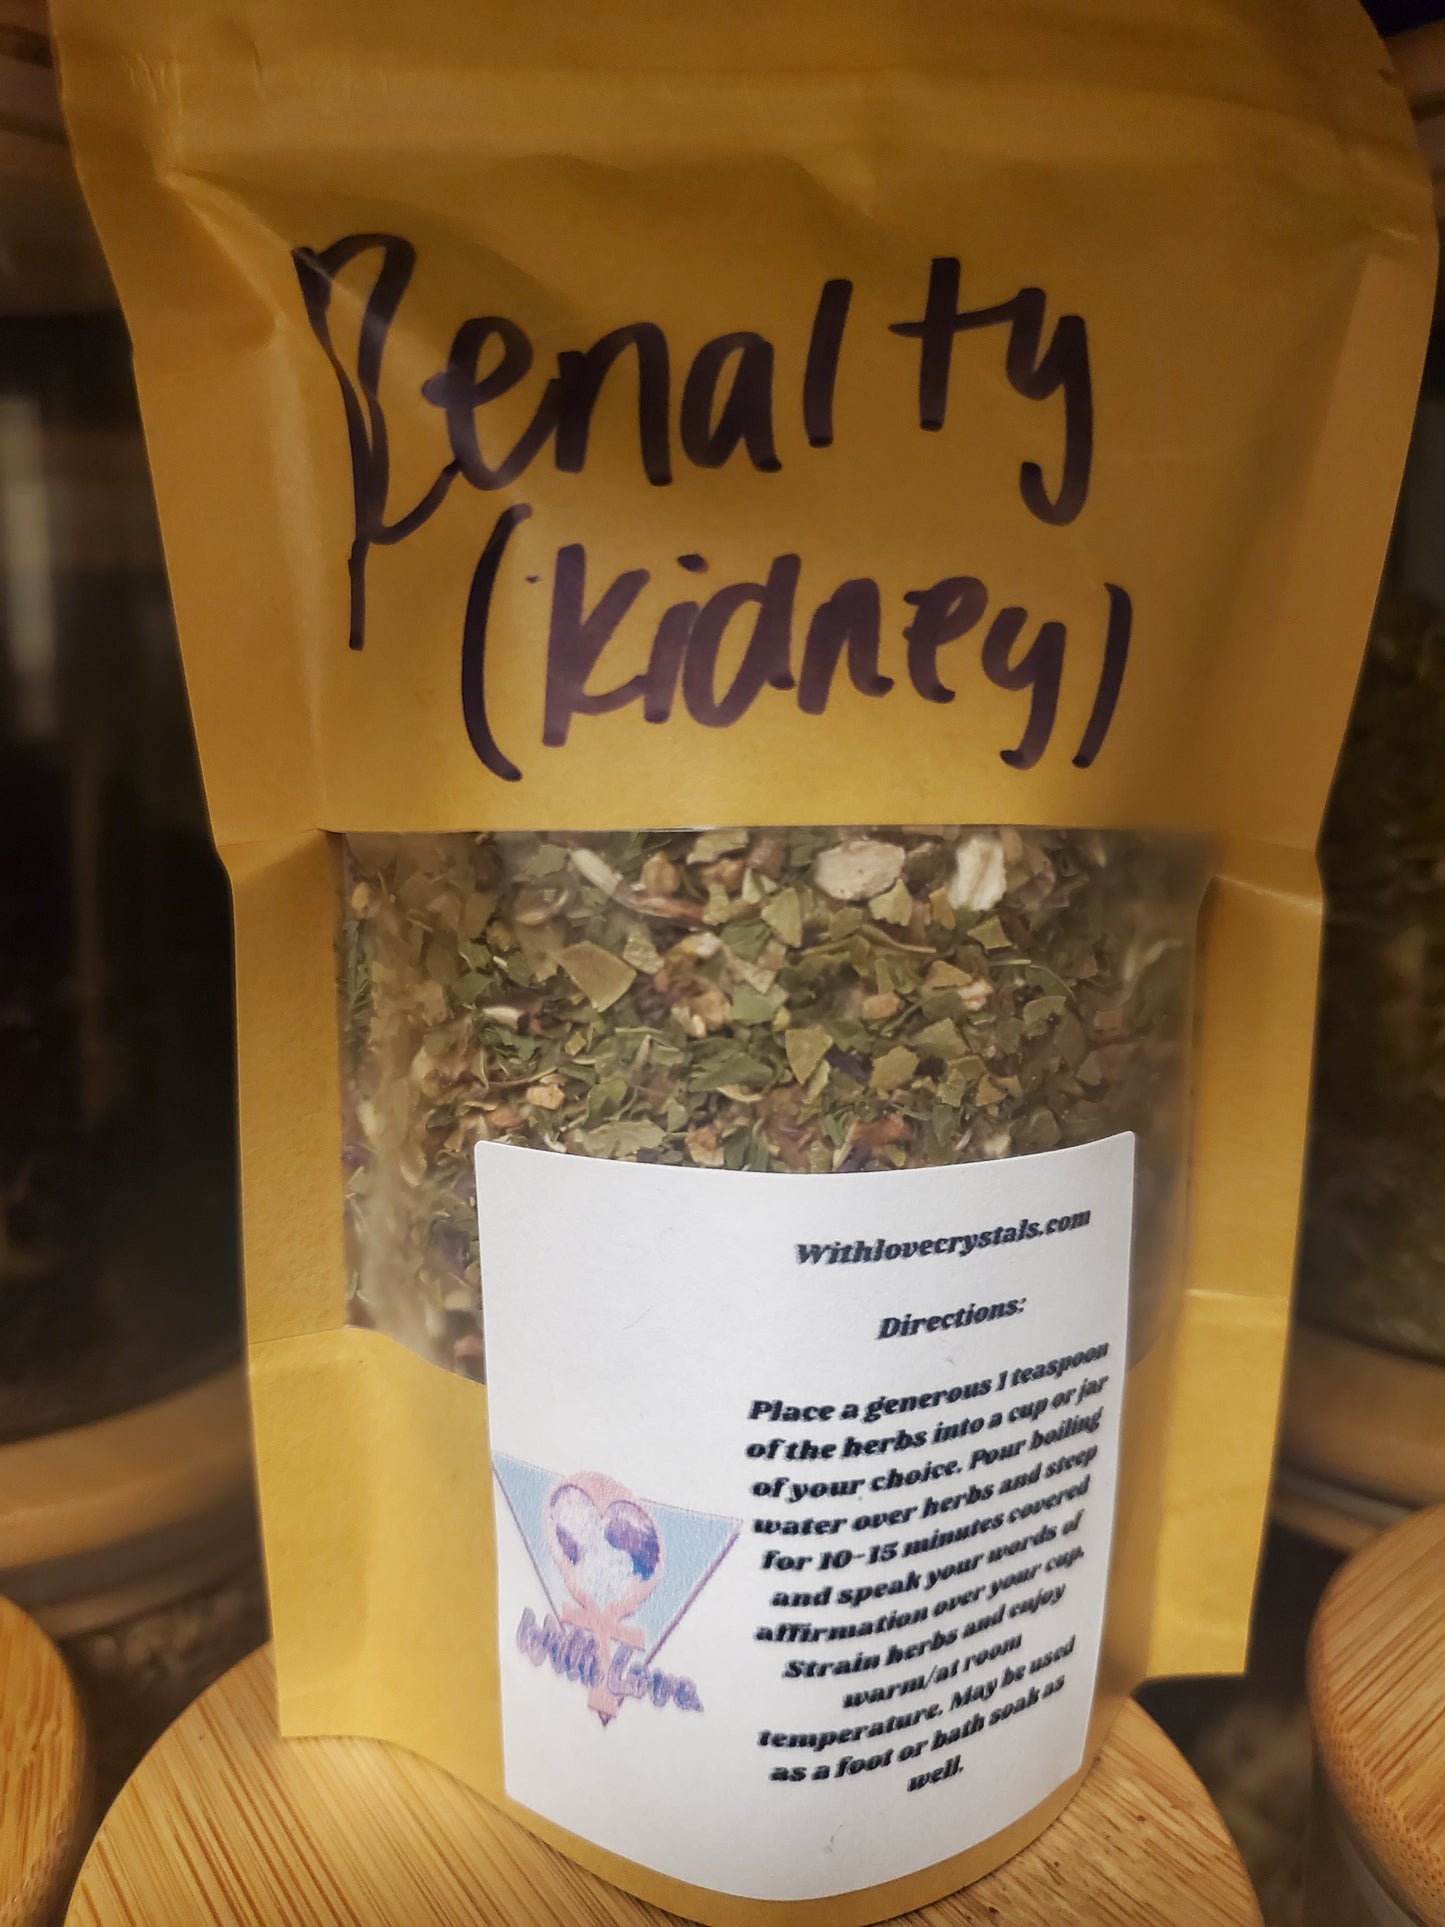 Renalty
(kidney)
Withlovecrystals.com
Directions:
Place a generous 1 teaspoon
of the herbs into a cup or jar
of your choice. Pour boiling
water over herbs and steep
for 10-15 minutes covered
and speak your words of
affirmation over your cup.
Strain herbs and enjoy
warm/at room
temperature. May be used
as a foot or bath soak as
well.
With Love